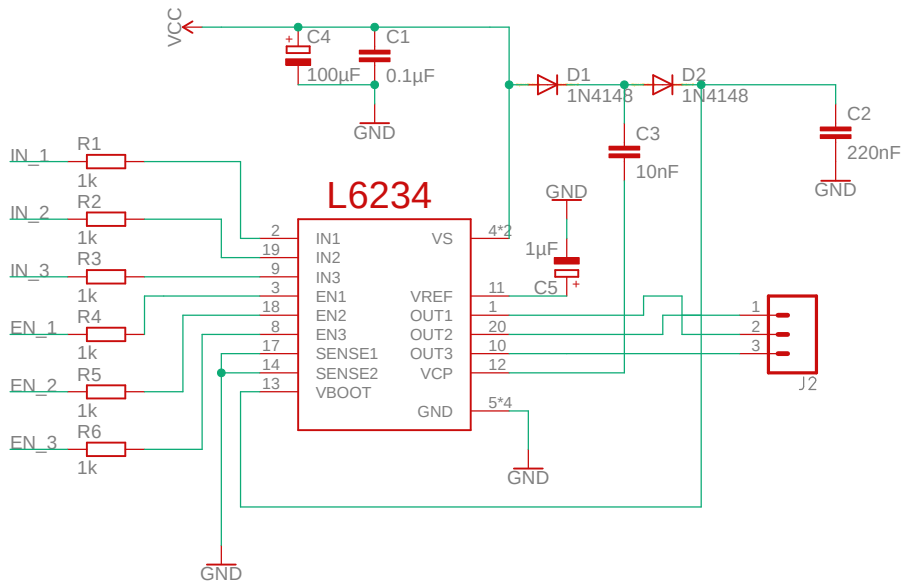 VCC
C4
C1
100µF
0.1µF
GND
D1
D2
1N4148
1N4148
C2
220nF
GND
C3
10nF
IN_1
R1
1k
IN_2
R2
1k
IN_3
R3
1k
EN_1
R4
1k
EN_2
R5
1k
EN_3
R6
1k
L6234
GND
1µF
C5
2 IN1
19 IN2
9 IN3
3 EN1
18 EN2
8 EN3
17 SENSE1
14 SENSE2
13 VBOOT
VS 4*2
VREF 11
OUT1 1
OUT2 20
OUT3 10
VCP 12
GND 5*4
GND
1
2
3
J2
GND